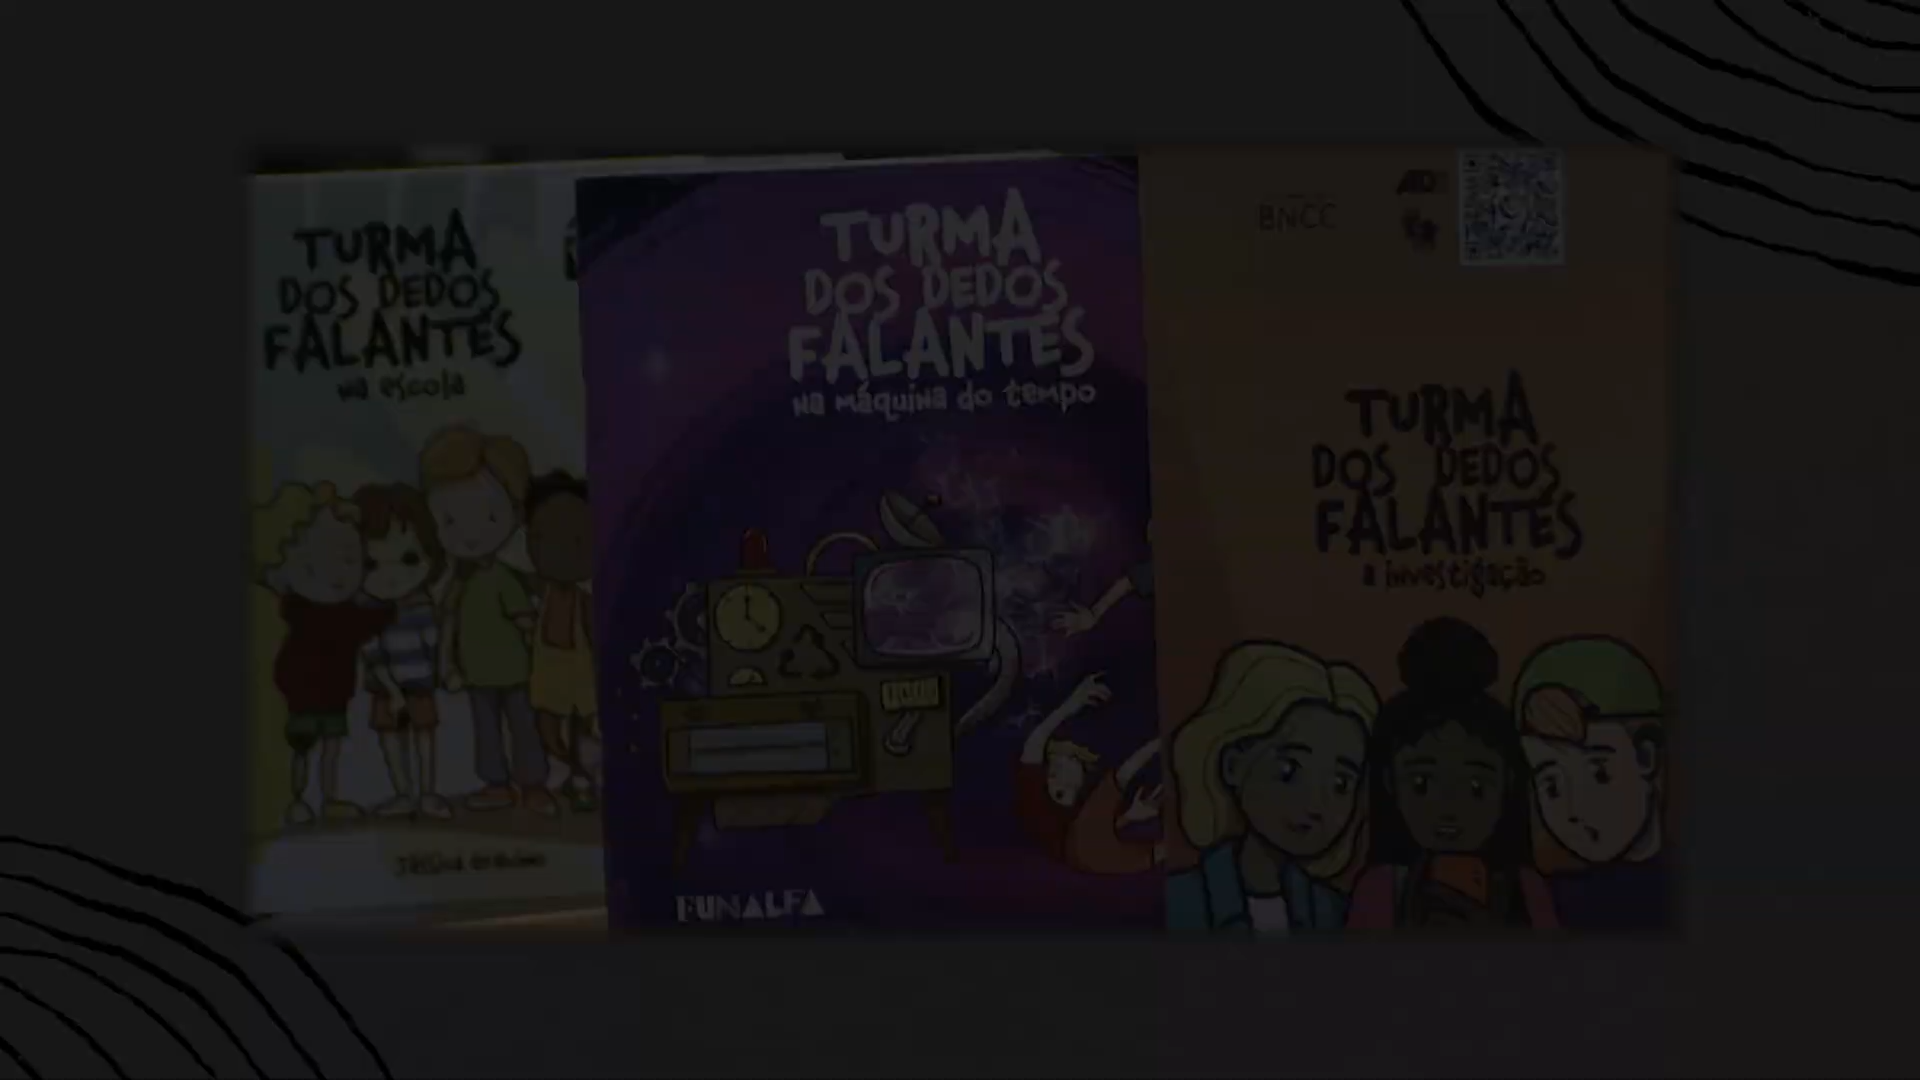 TURMA
DOS DEDOS
FALANTES
na escola
TURMA
DOS DEDOS
FALANTES
na máquina do tempo
FUNALFA
BNCC
TURMA
DOS DEDOS
FALANTES
a investigação